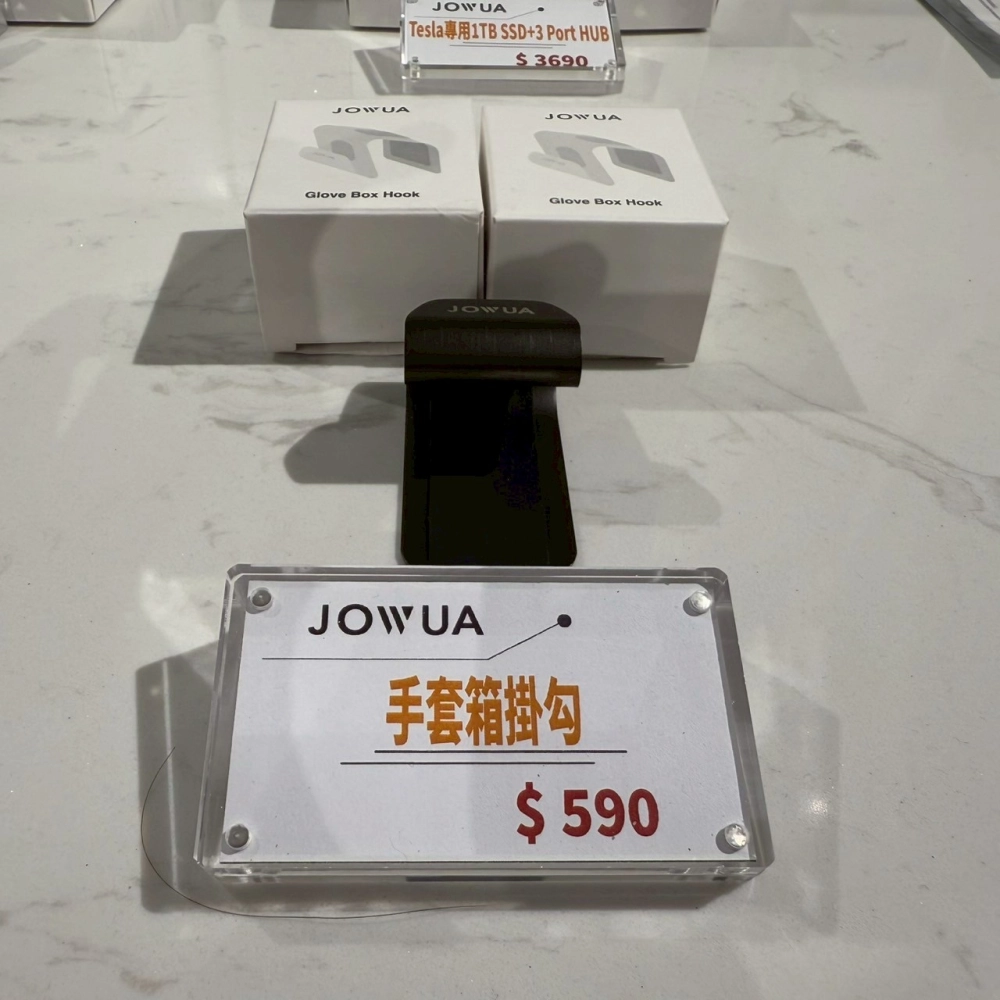 JOWUA
Tesla專用1TB SSD+3 Port HUB
$ 3690
JOWUA
Glove Box Hook
JOWUA
Glove Box Hook
JOWUA
JOWUA
手套箱掛勾
$ 590